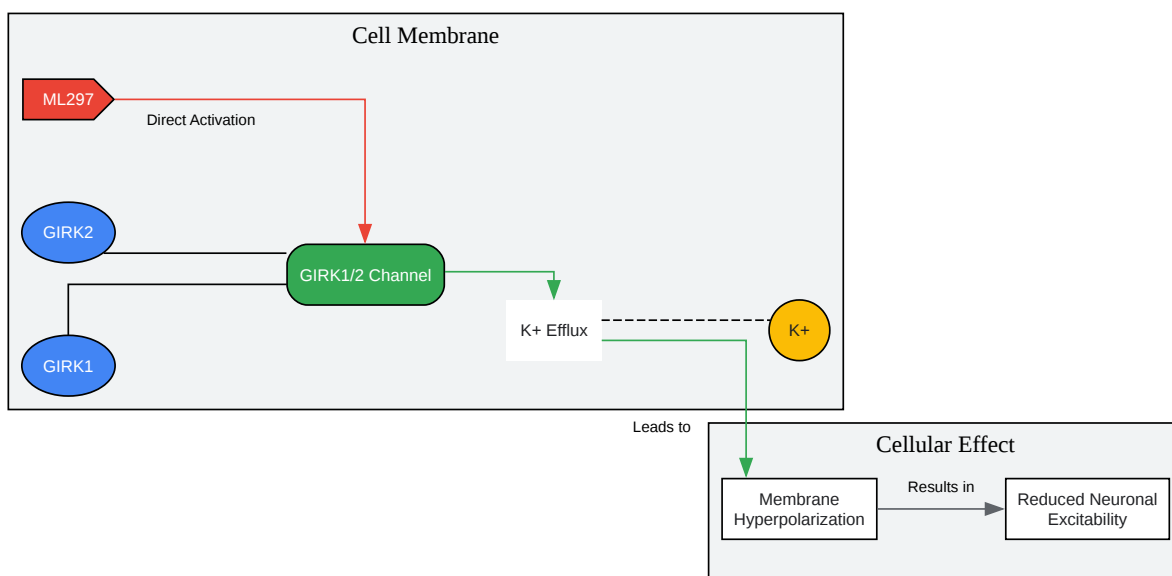 Cell Membrane
ML297
Direct Activation
GIRK2
GIRK1/2 Channel
K+ Efflux
K+
GIRK1
Leads to
Cellular Effect
Membrane
Hyperpolarization
Results in
Reduced Neuronal
Excitability